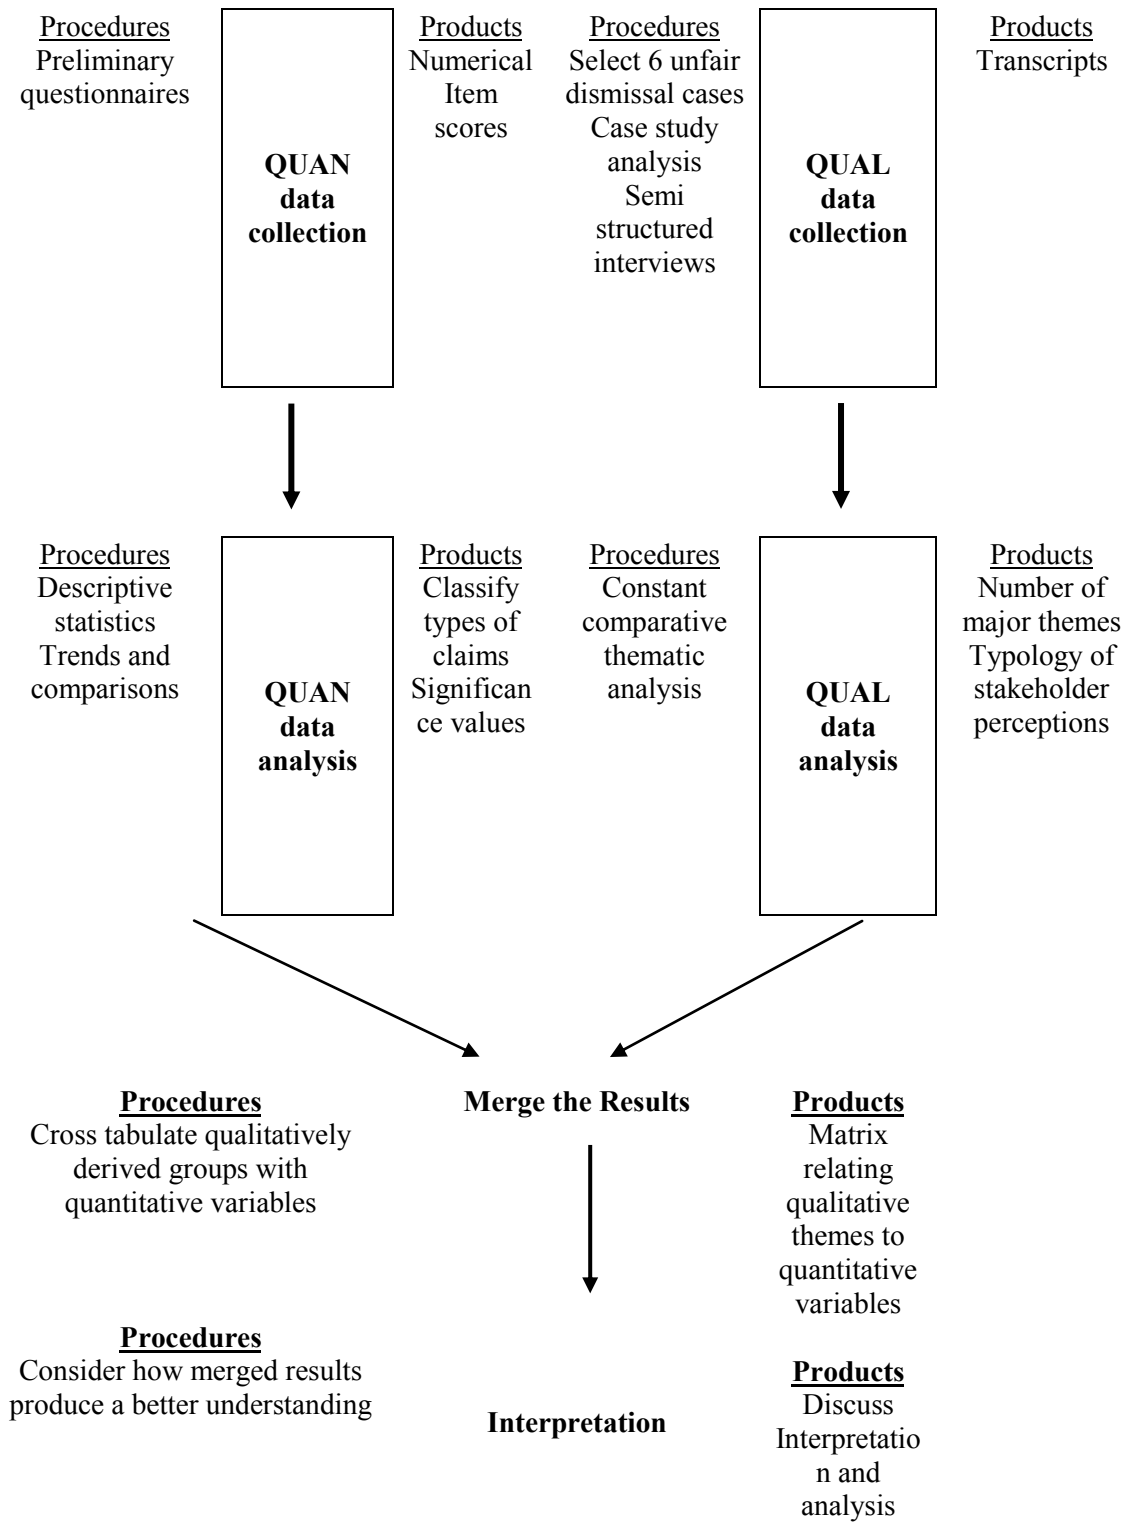 Procedures
Preliminary
questionnaires
QUAN
data
collection
Products
Numerical
Item
scores
Procedures
Select 6 unfair
dismissal cases
Case study
analysis
Semi
structured
interviews
QUAL
data
collection
Products
Transcripts
Procedures
Descriptive
statistics
Trends and
comparisons
QUAN
data
analysis
Products
Classify
types of
claims
Significan
ce values
Procedures
Constant
comparative
thematic
analysis
QUAL
data
analysis
Products
Number of
major themes
Typology of
stakeholder
perceptions
Procedures
Cross tabulate qualitatively
derived groups with
quantitative variables
Merge the Results
Products
Matrix
relating
qualitative
themes to
quantitative
variables
Procedures
Consider how merged results
produce a better understanding
Interpretation
Products
Discuss
Interpretatio
n and
analysis